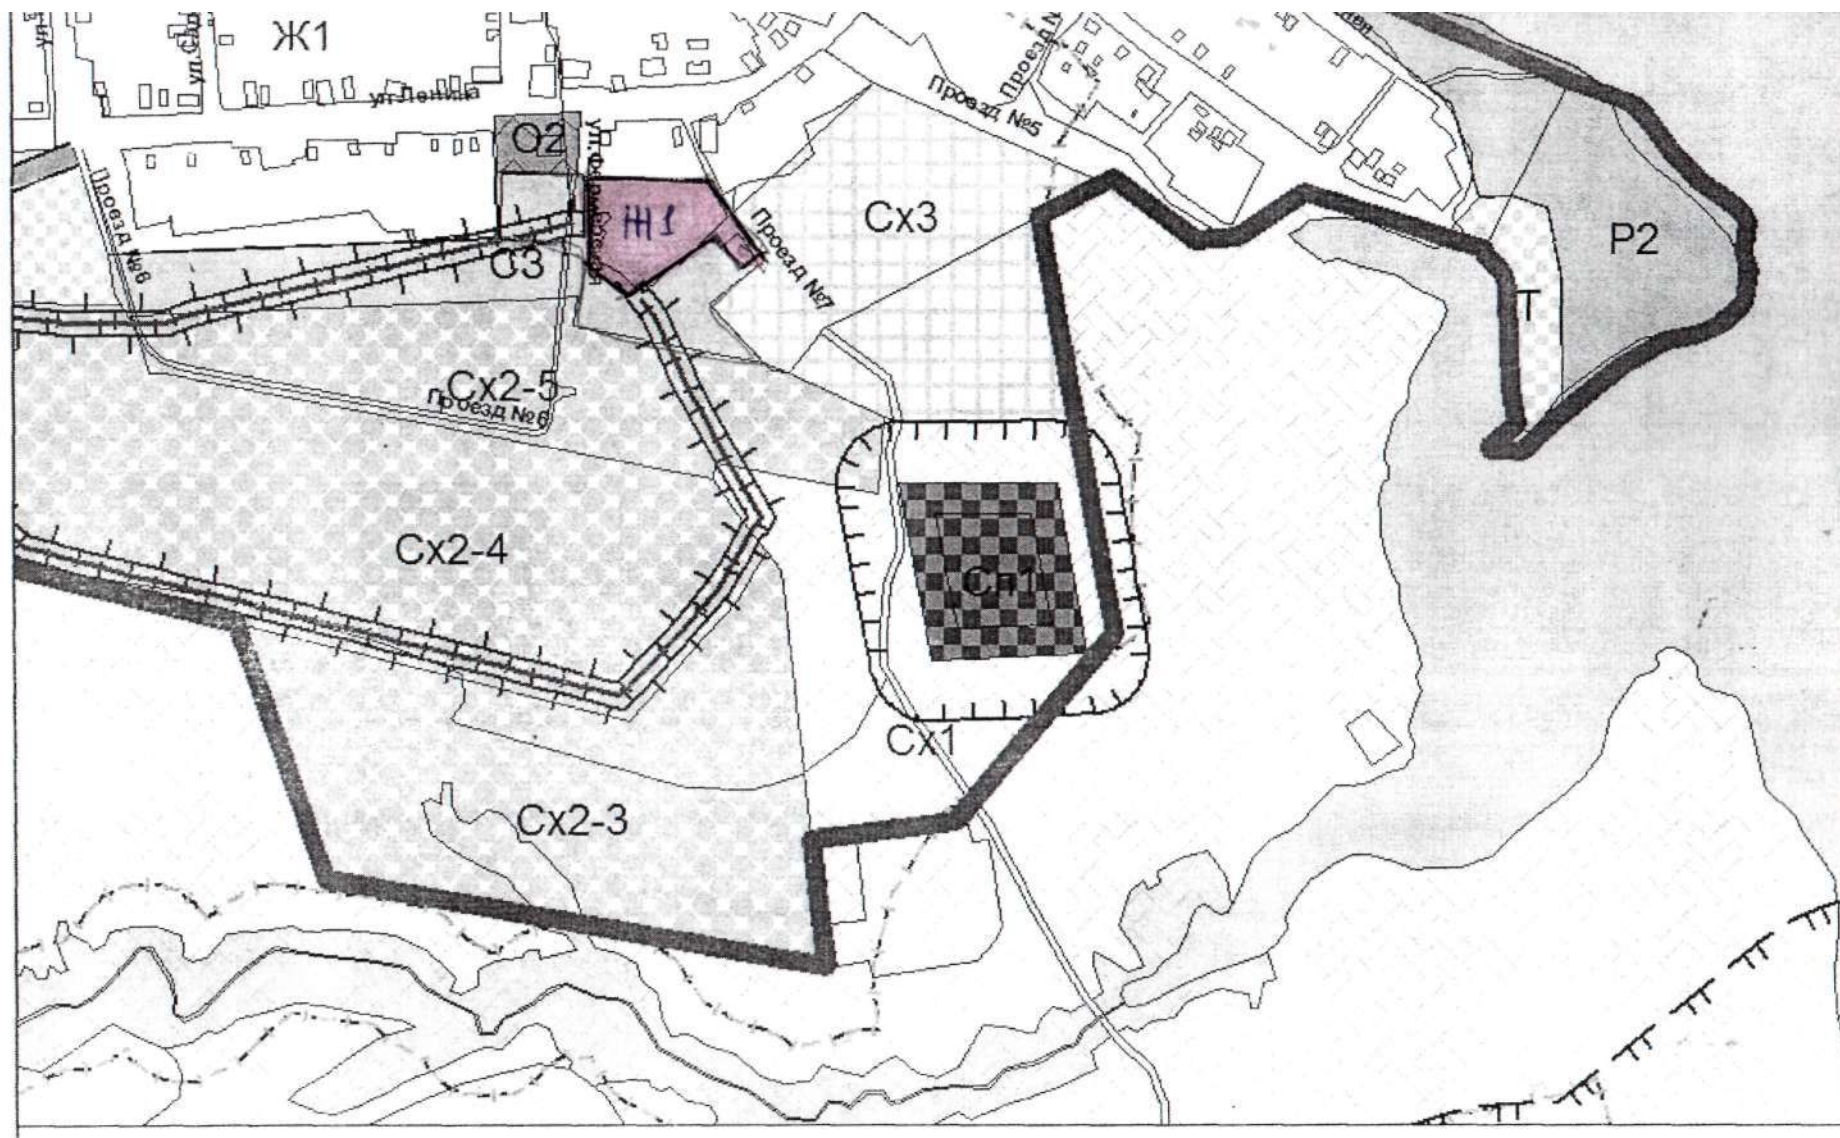 Ж1
ул.Ленина
О2
Проезд №5
Ж1
Сх3
Р2
Проезд №6
С3
Проезд №7
Т
Сх2-5
Проезд №6
Сх2-4
Сп1
Сх1
Сх2-3